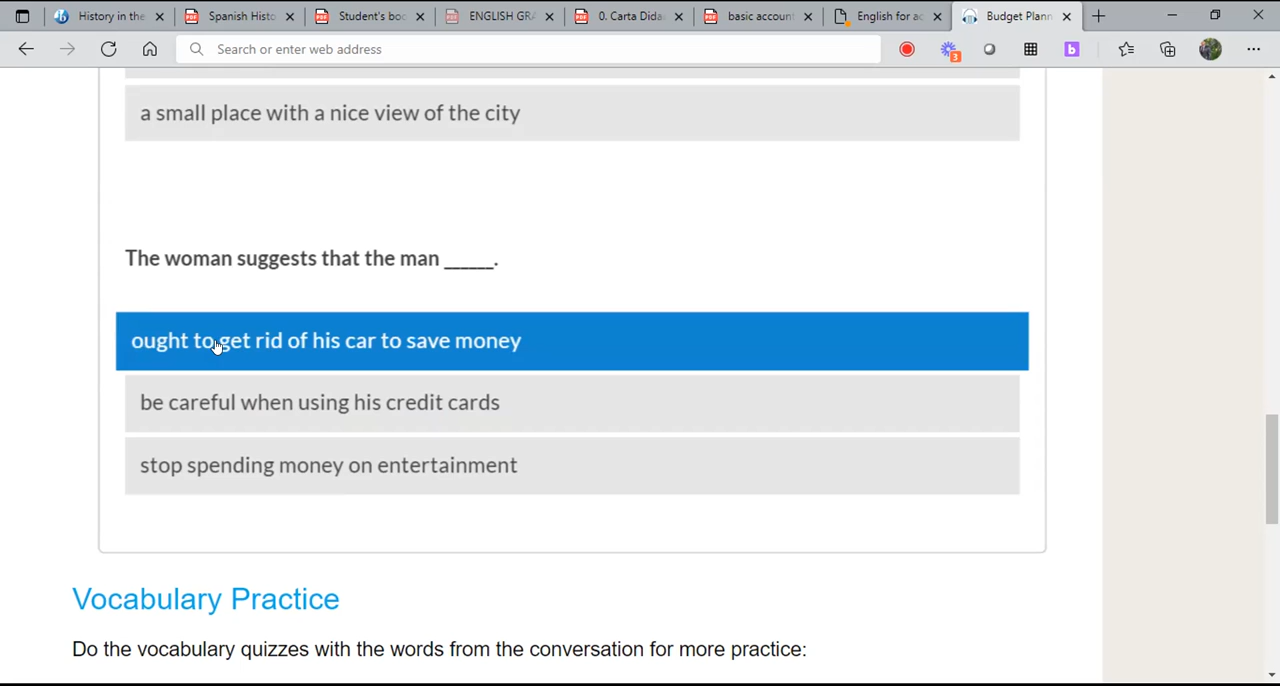 History in the
Spanish Histo
Student's boo
ENGLISH GRA
0. Carta Dida
basic account
English for ac
Budget Plann
Search or enter web address
3
b
a small place with a nice view of the city
The woman suggests that the man ______.
ought to get rid of his car to save money
be careful when using his credit cards
stop spending money on entertainment
Vocabulary Practice
Do the vocabulary quizzes with the words from the conversation for more practice: